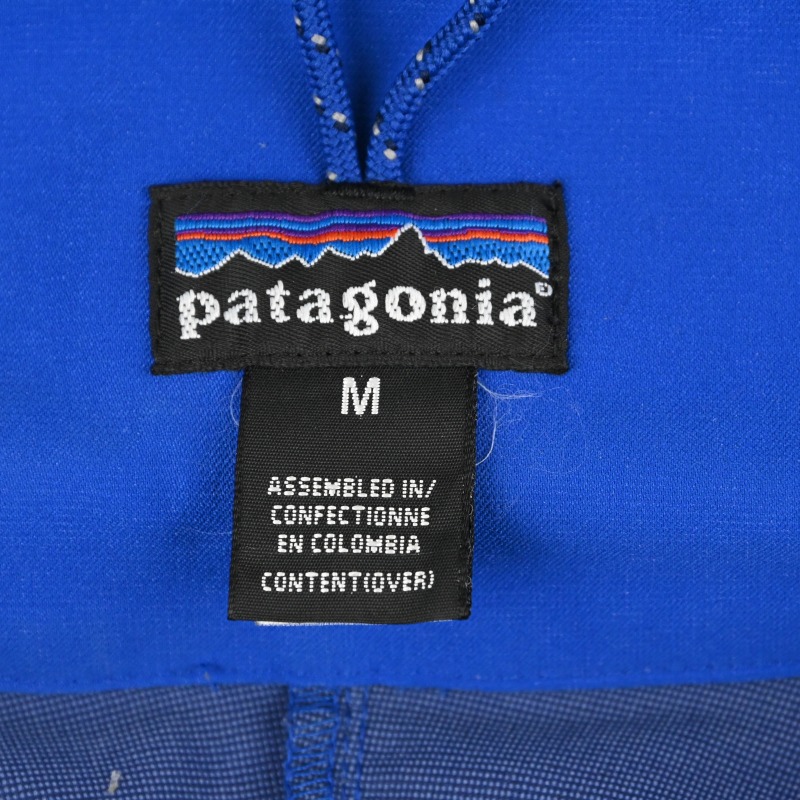 patagonia®
M
ASSEMBLED IN/
CONFECTIONNE
EN COLOMBIA
CONTENT(OVER)